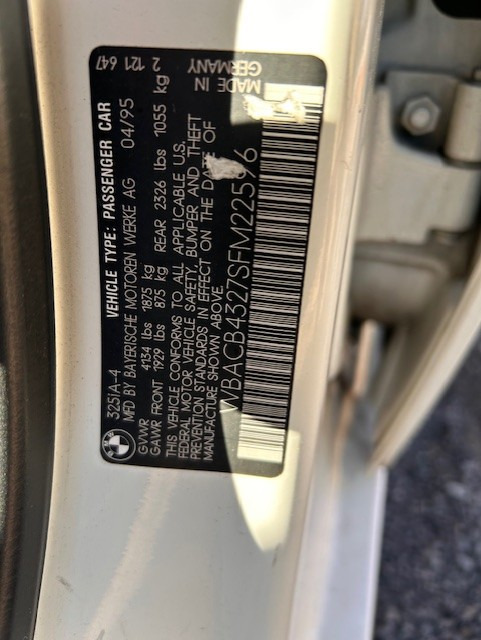 BMW
325iA-4 VEHICLE TYPE: PASSENGER CAR
MFD BY BAYERISCHE MOTOREN WERKE AG 04/95
GVWR 4134 lbs 1875 kg
GAWR FRONT 1929 lbs 875 kg REAR 2326 lbs 1055 kg
THIS VEHICLE CONFORMS TO ALL APPLICABLE U.S.
FEDERAL MOTOR VEHICLE SAFETY, BUMPER AND THEFT
PREVENTION STANDARDS IN EFFECT ON THE DATE OF
MANUFACTURE SHOWN ABOVE.
WBACB4327SFM22596
2 121 647
MADE IN
GERMANY